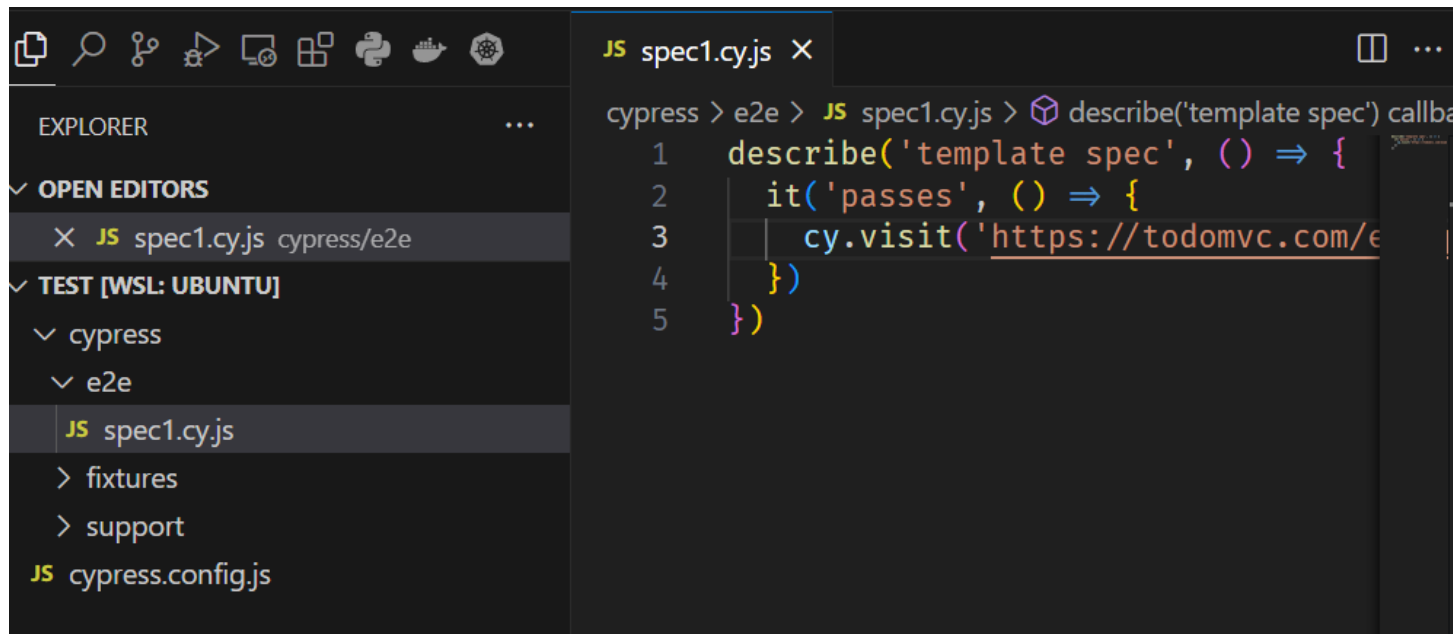 JS spec1.cy.js
EXPLORER
OPEN EDITORS
JS spec1.cy.js cypress/e2e
TEST [WSL: UBUNTU]
cypress
e2e
JS spec1.cy.js
fixtures
support
JS cypress.config.js
cypress > e2e > JS spec1.cy.js > describe('template spec') callba
1 describe('template spec', () => {
2 it('passes', () => {
3 cy.visit('https://todomvc.com/e
4 })
5 })